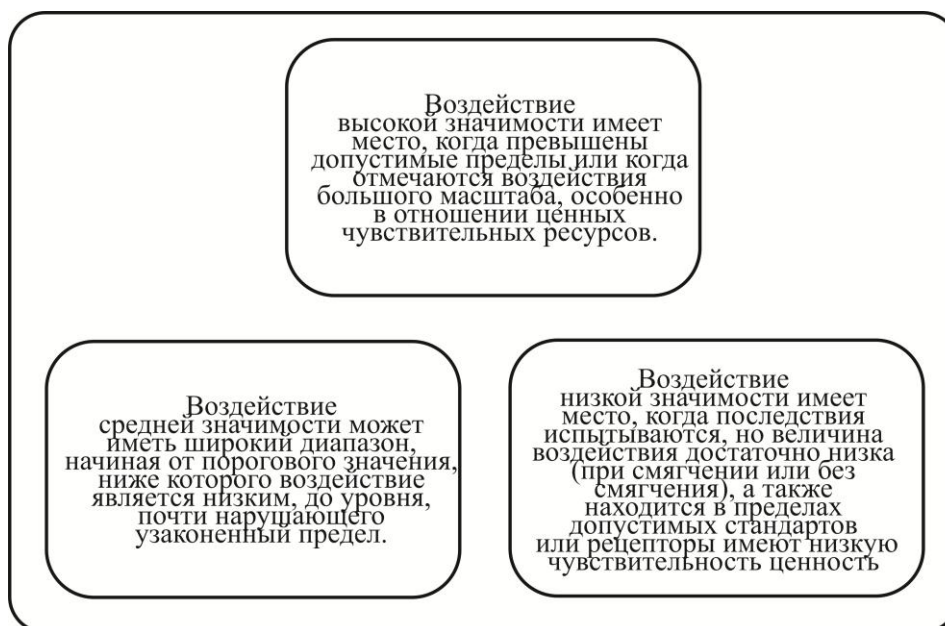 Воздействие
высокой значимости имеет
место, когда превышены
допустимые пределы или когда
отмечаются воздействия
большого масштаба, особенно
в отношении ценных
чувствительных ресурсов.
Воздействие
средней значимости может
иметь широкий диапазон,
начиная от порогового значения,
ниже которого воздействие
является низким, до уровня,
почти нарушающего
узаконенный предел.
Воздействие
низкой значимости имеет
место, когда последствия
испытываются, но величина
воздействия достаточно низка
(при смягчении или без
смягчения), а также
находится в пределах
допустимых стандартов
или рецепторы имеют низкую
чувствительность ценность